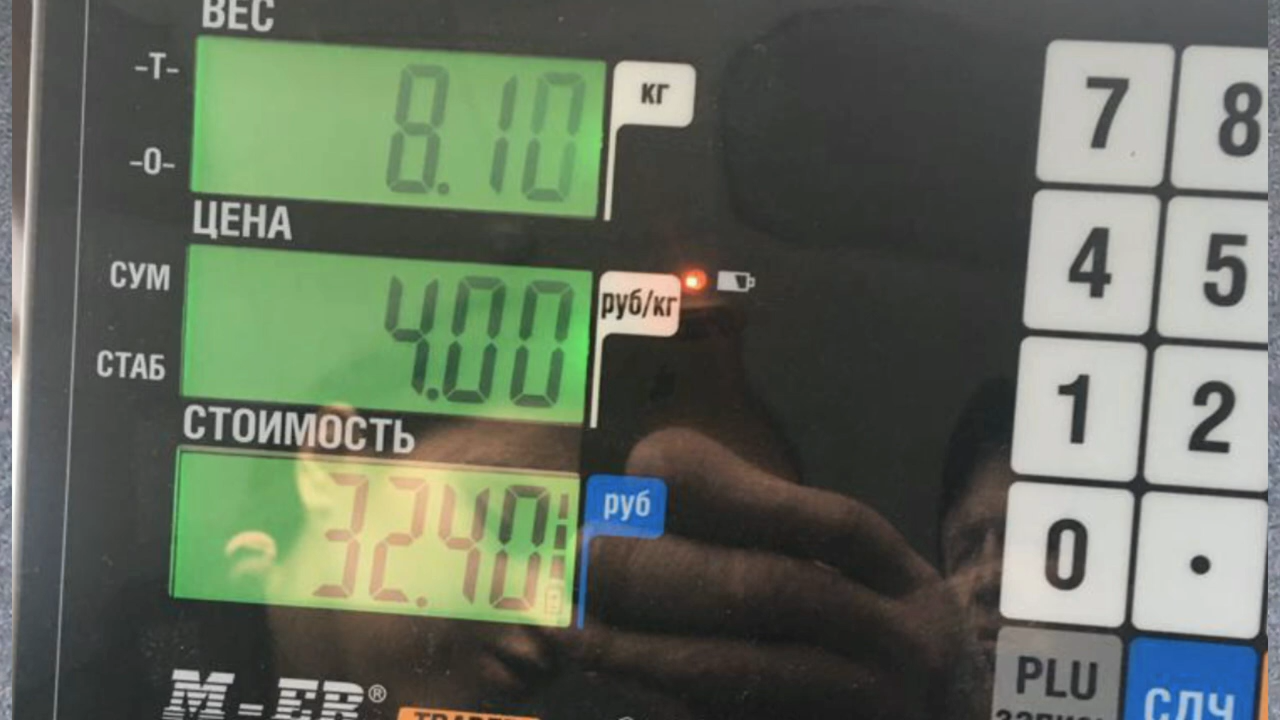 ВЕС
-T-
8.10
кг
-0-
ЦЕНА
СУМ
4.00
руб/кг
СТАБ
СТОИМОСТЬ
32.40
руб
M-ER®
7 8
4 5
1 2
0 .
PLU